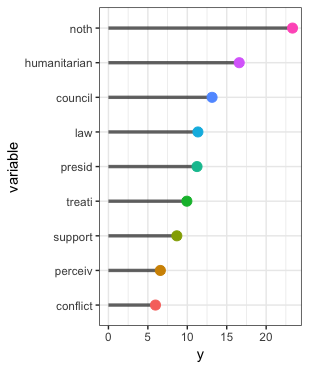 noth
humanitarian
council
law
presid
treati
support
perceiv
conflict
variable
0 5 10 15 20
y